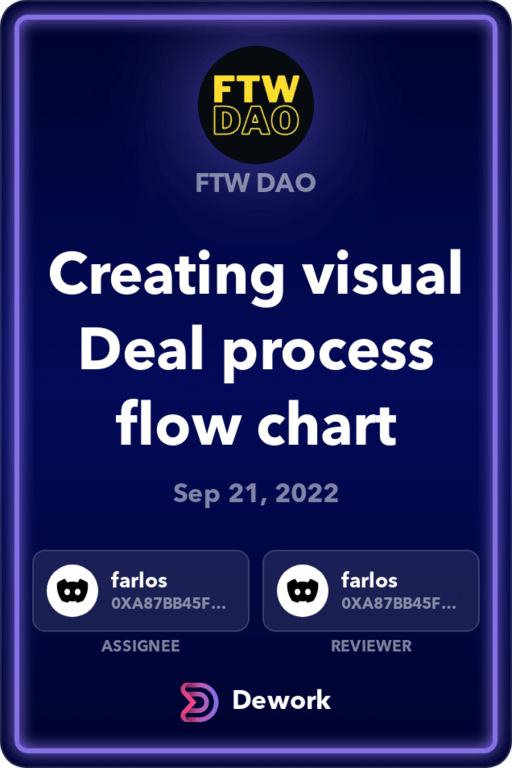 FTW
DAO
FTW DAO
Creating visual
Deal process
flow chart
Sep 21, 2022
farlos
0XA87BB45F...
farlos
0XA87BB45F...
ASSIGNEE
REVIEWER
Dework